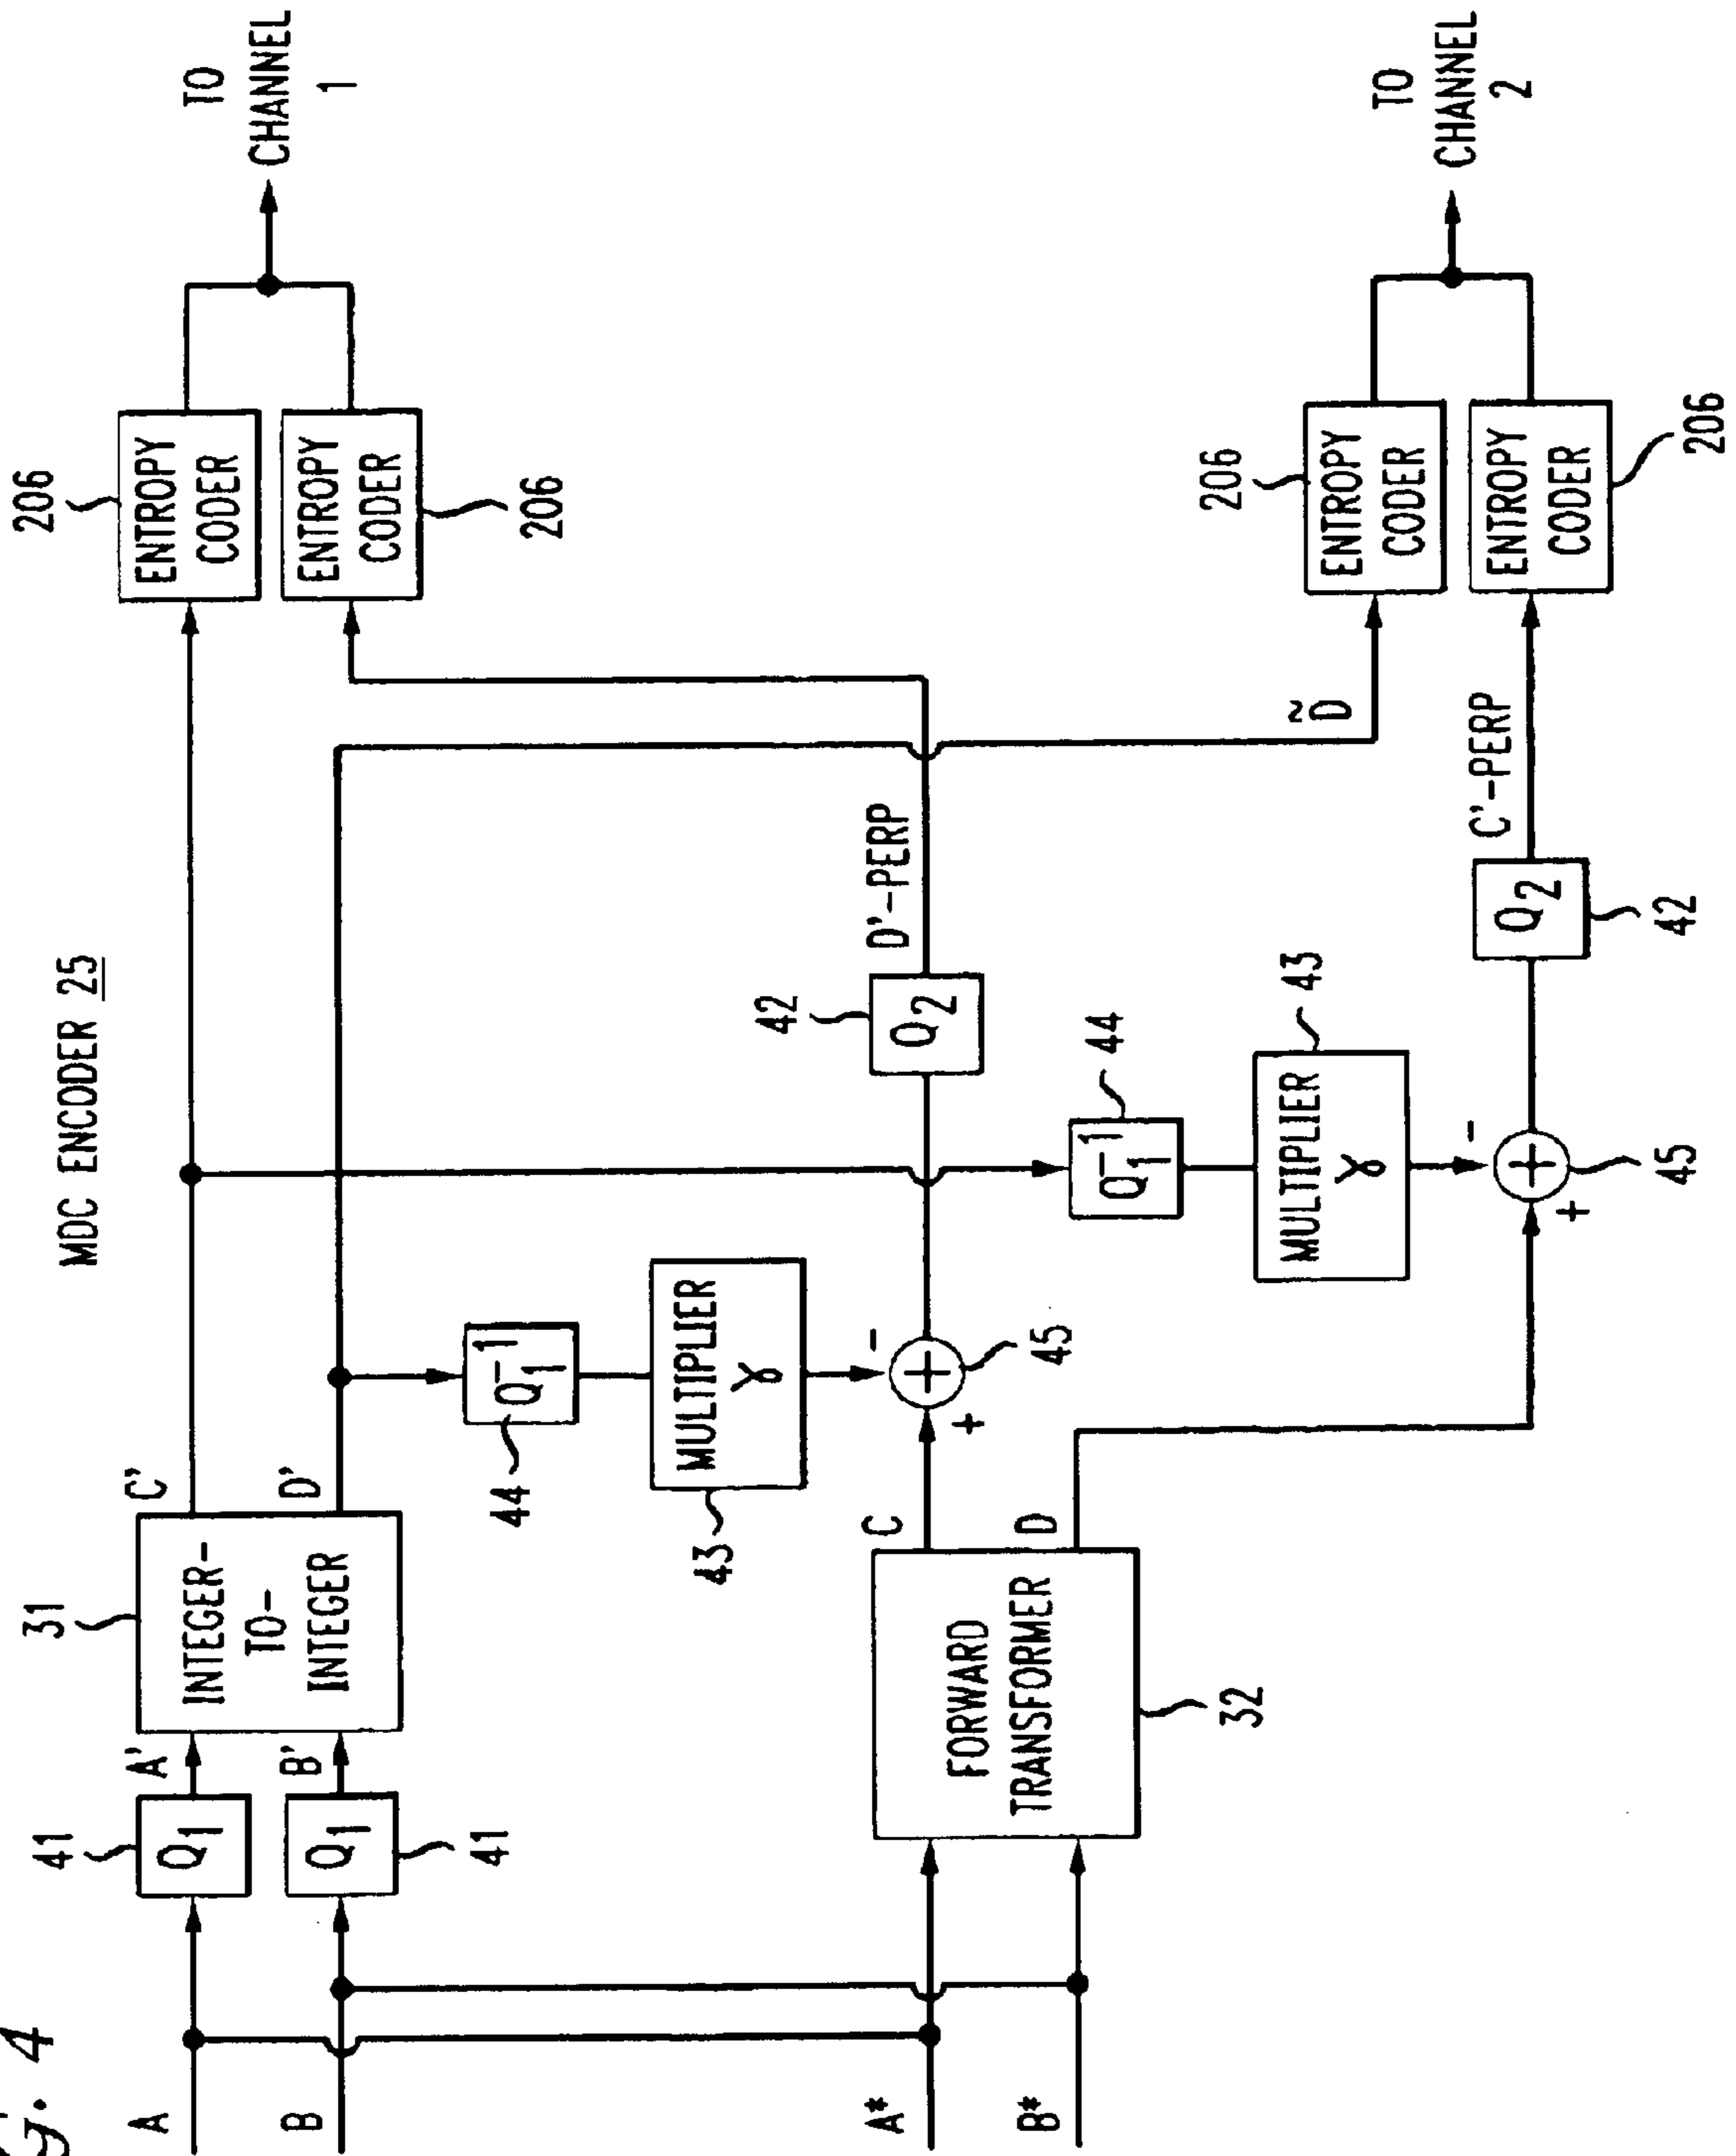 G. 4
MDC ENCODER 25
A
B
A*
B*
41
Q1
Q1
41
A'
B'
31
INTEGER-
TO-
INTEGER
C'
D'
FORWARD
TRANSFORMER
32
C
D
44
Q1-1
MULTIPLIER
γ
43
-
+
+
45
44
Q1-1
MULTIPLIER
γ
43
-
+
+
45
42
Q2
D'-PERP
Q2
42
C'-PERP
~
D
206
ENTROPY
CODER
ENTROPY
CODER
206
206
ENTROPY
CODER
ENTROPY
CODER
206
TO
CHANNEL
1
TO
CHANNEL
2